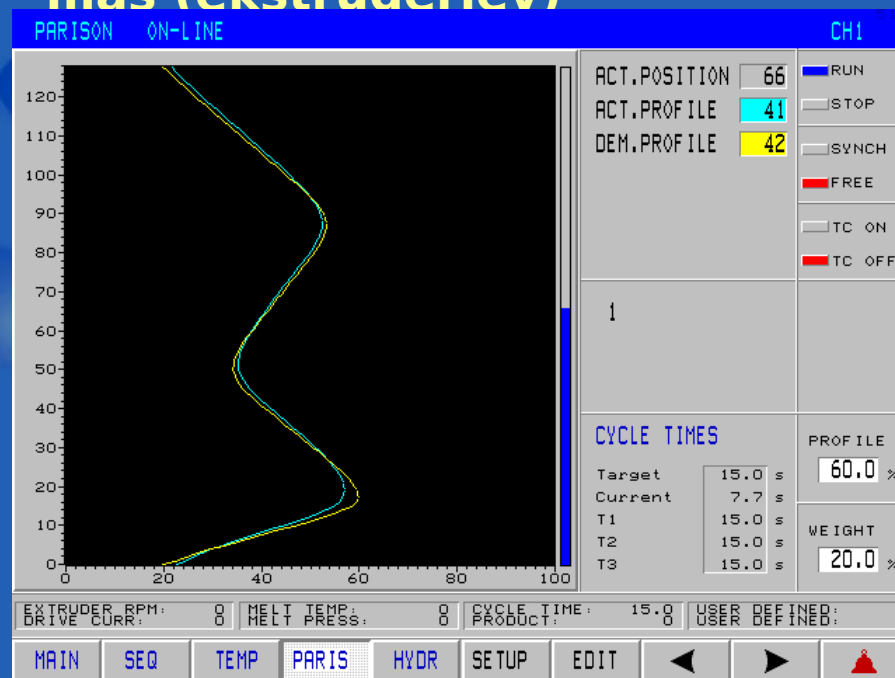 mas (ekstruderiev)
PARISON ON-LINE CH1
120
110
100
90
80
70
60
50
40
30
20
10
0
0 20 40 60 80 100
ACT.POSITION 66
ACT.PROFILE 41
DEM.PROFILE 42
RUN
STOP
SYNCH
FREE
TC ON
TC OFF
1
CYCLE TIMES
Target 15.0 s
Current 7.7 s
T1 15.0 s
T2 15.0 s
T3 15.0 s
PROFILE
60.0 %
WEIGHT
20.0 %
EXTRUDER RPM: 0
DRIVE CURR: 0
MELT TEMP: 0
MELT PRESS: 0
CYCLE TIME: 15.0
PRODUCT: 0
USER DEFINED:
USER DEFINED:
MAIN SEQ TEMP PARIS HYDR SETUP EDIT